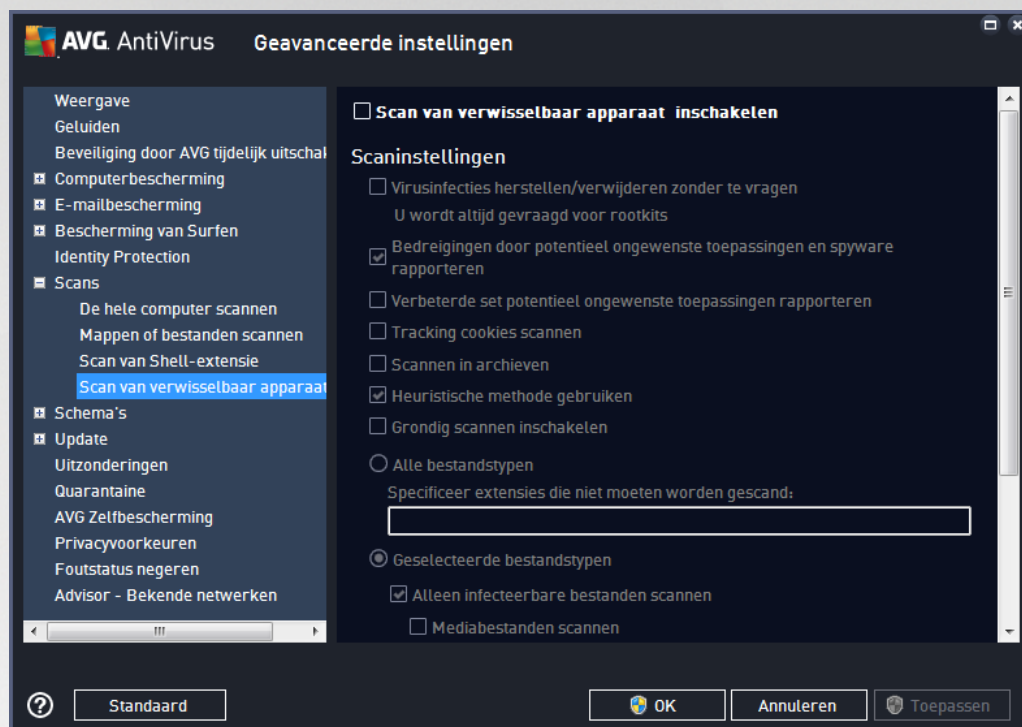 AVG. AntiVirus
Geavanceerde instellingen
Weergave
Geluiden
Beveiliging door AVG tijdelijk uitschak
Computerbescherming
E-mailbescherming
Bescherming van Surfen
Identity Protection
Scans
De hele computer scannen
Mappen of bestanden scannen
Scan van Shell-extensie
Scan van verwisselbaar apparaat
Schema's
Update
Uitzonderingen
Quarantaine
AVG Zelfbescherming
Privacyvoorkeuren
Foutstatus negeren
Advisor - Bekende netwerken
Scan van verwisselbaar apparaat inschakelen
Scaninstellingen
Virusinfecties herstellen/verwijderen zonder te vragen
U wordt altijd gevraagd voor rootkits
Bedreigingen door potentieel ongewenste toepassingen en spyware
rapporteren
Verbeterde set potentieel ongewenste toepassingen rapporteren
Tracking cookies scannen
Scannen in archieven
Heuristische methode gebruiken
Grondig scannen inschakelen
Alle bestandstypen
Specificeer extensies die niet moeten worden gescand:
Geselecteerde bestandstypen
Alleen infecteerbare bestanden scannen
Mediabestanden scannen
?
Standaard
OK
Annuleren
Toepassen